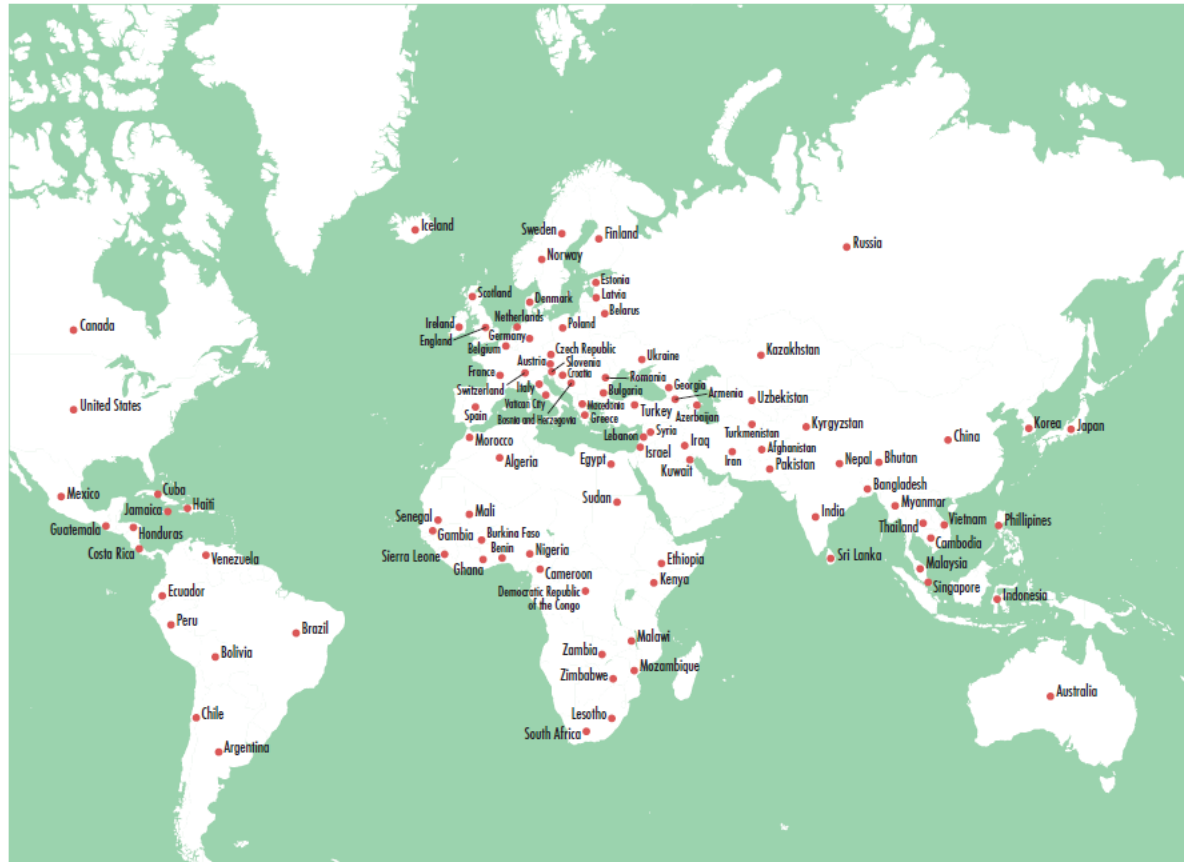 Iceland
Sweden
Finland
Norway
Russia
Estonia
Scotland
Latvia
Denmark
Belarus
Netherlands
Ireland
Poland
England
Germany
Canada
Belgium
Czech Republic
Kazakhstan
Austria
Slovenia
Ukraine
France
Croatia
Romania
Switzerland
Italy
Georgia
Armenia
Bulgaria
Uzbekistan
Vatican City
Macedonia
Turkey
Azerbaijan
United States
Spain
Bosnia and Herzegovia
Greece
Kyrgyzstan
Korea
Japan
Turkmenistan
China
Morocco
Lebanon
Syria
Israel
Iraq
Afghanistan
Algeria
Egypt
Kuwait
Iran
Pakistan
Nepal
Bhutan
Bangladesh
Mexico
Cuba
Haiti
Jamaica
Sudan
Myanmar
Mali
India
Senegal
Guatemala
Honduras
Gambia
Burkina Faso
Thailand
Vietnam
Phillipines
Cambodia
Costa Rica
Venezuela
Sierra Leone
Ghana
Benin
Nigeria
Ethiopia
Sri Lanka
Malaysia
Cameroon
Kenya
Singapore
Ecuador
Democratic Republic
of the Congo
Indonesia
Peru
Brazil
Malawi
Bolivia
Zambia
Mozambique
Zimbabwe
Australia
Chile
Lesotho
South Africa
Argentina